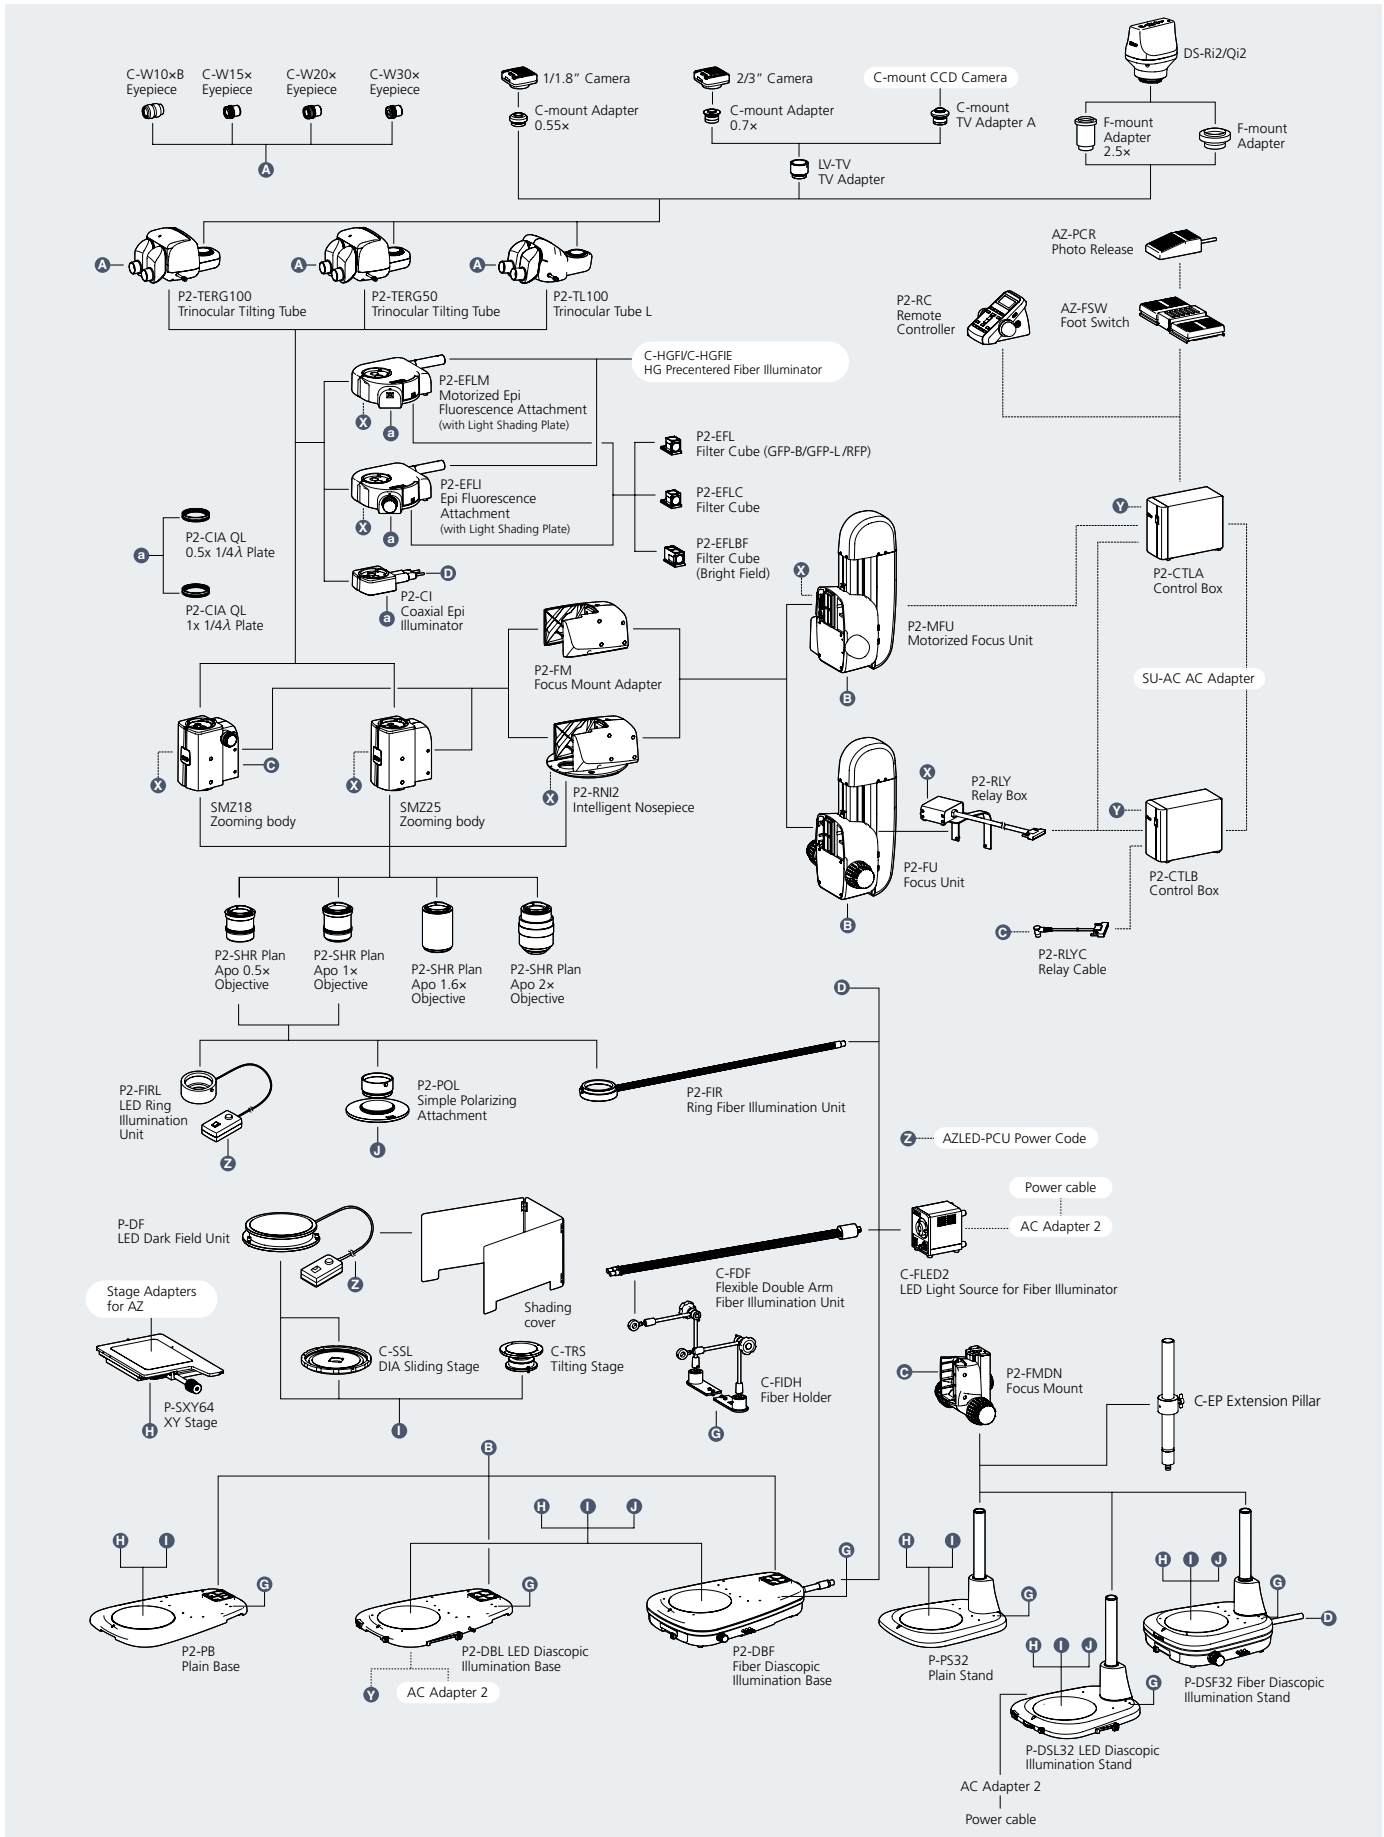 DS-Ri2/Qi2
C-W10×B
Eyepiece
C-W15×
Eyepiece
C-W20×
Eyepiece
C-W30×
Eyepiece
1/1.8” Camera
2/3” Camera
C-mount CCD Camera
C-mount Adapter
0.55×
C-mount Adapter
0.7×
C-mount
TV Adapter A
F-mount
Adapter
2.5×
F-mount
Adapter
A
LV-TV
TV Adapter
AZ-PCR
Photo Release
A
A
A
P2-TERG100
Trinocular Tilting Tube
P2-TERG50
Trinocular Tilting Tube
P2-TL100
Trinocular Tube L
P2-RC
Remote
Controller
AZ-FSW
Foot Switch
C-HGFI/C-HGFIE
HG Precentered Fiber Illuminator
P2-EFLM
Motorized Epi
Fluorescence Attachment
(with Light Shading Plate)
X
a
P2-EFL
Filter Cube (GFP-B/GFP-L/RFP)
P2-EFLI
Epi Fluorescence
Attachment
(with Light Shading Plate)
X
a
P2-EFLC
Filter Cube
P2-EFLBF
Filter Cube
(Bright Field)
Y
P2-CTLA
Control Box
P2-CIA QL
0.5x 1/4λ Plate
a
P2-CIA QL
1x 1/4λ Plate
D
P2-CI
Coaxial Epi
Illuminator
a
X
P2-MFU
Motorized Focus Unit
B
P2-FM
Focus Mount Adapter
SU-AC AC Adapter
X
C
SMZ18
Zooming body
X
SMZ25
Zooming body
X
P2-RNI2
Intelligent Nosepiece
X
P2-RLY
Relay Box
Y
P2-CTLB
Control Box
P2-FU
Focus Unit
B
C
P2-RLYC
Relay Cable
P2-SHR Plan
Apo 0.5×
Objective
P2-SHR Plan
Apo 1×
Objective
P2-SHR Plan
Apo 1.6×
Objective
P2-SHR Plan
Apo 2×
Objective
D
P2-FIRL
LED Ring
Illumination
Unit
Z
P2-POL
Simple Polarizing
Attachment
J
P2-FIR
Ring Fiber Illumination Unit
Z
AZLED-PCU Power Code
Power cable
AC Adapter 2
P-DF
LED Dark Field Unit
Z
Shading
cover
C-FDF
Flexible Double Arm
Fiber Illumination Unit
C-FLED2
LED Light Source for Fiber Illuminator
Stage Adapters
for AZ
P-SXY64
XY Stage
H
C-SSL
DIA Sliding Stage
C-TRS
Tilting Stage
I
C-FIDH
Fiber Holder
G
C
P2-FMDN
Focus Mount
C-EP Extension Pillar
B
H
I
G
P2-PB
Plain Base
H
I
J
G
P2-DBL LED Diascopic
Illumination Base
Y
AC Adapter 2
G
P2-DBF
Fiber Diascopic
Illumination Base
H
I
G
P-PS32
Plain Stand
H
I
J
G
P-DSL32 LED Diascopic
Illumination Stand
AC Adapter 2
Power cable
H
I
J
G
D
P-DSF32 Fiber Diascopic
Illumination Stand